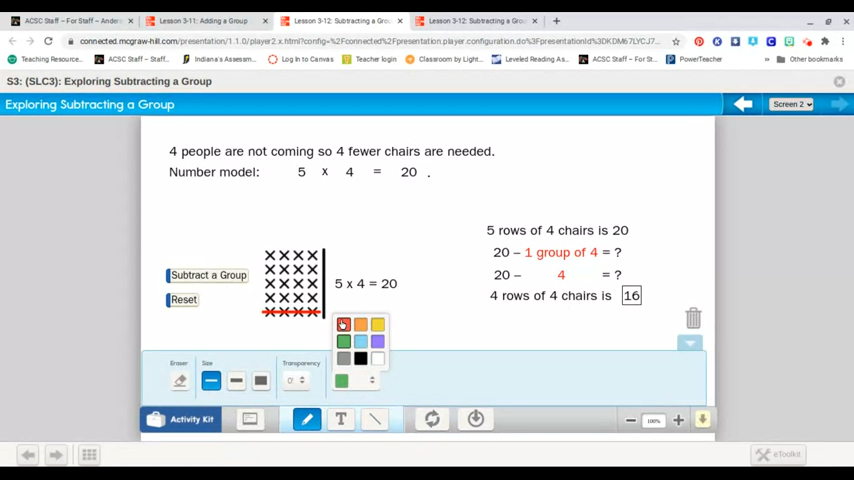 ACSC Staff – For Staff – Anders
Lesson 3-11: Adding a Group
Lesson 3-12: Subtracting a Grou
Lesson 3-12: Subtracting a Grou
connected.mcgraw-hill.com/presentation/1.1.0/player2.x.html?config=%2Fconnected%2Fpresentation.player.configuration.do%3FpresentationId%3DKDM67LYCJ7...
Teaching Resource...
ACSC Staff – Staff...
Indiana's Assessm...
Teacher login
Log In to Canvas
Classroom by Light...
Leveled Reading As...
ACSC Staff – For St...
PowerTeacher
Other bookmarks
S3: (SLC3): Exploring Subtracting a Group
Exploring Subtracting a Group
Screen 2
4 people are not coming so 4 fewer chairs are needed.
Number model: 5 x 4 = 20 .
5 rows of 4 chairs is 20
20 – 1 group of 4 = ?
20 – 4 = ?
4 rows of 4 chairs is 16
Subtract a Group
Reset
5 x 4 = 20
Eraser
Size
Transparency
Activity Kit
T
100%
eToolkit